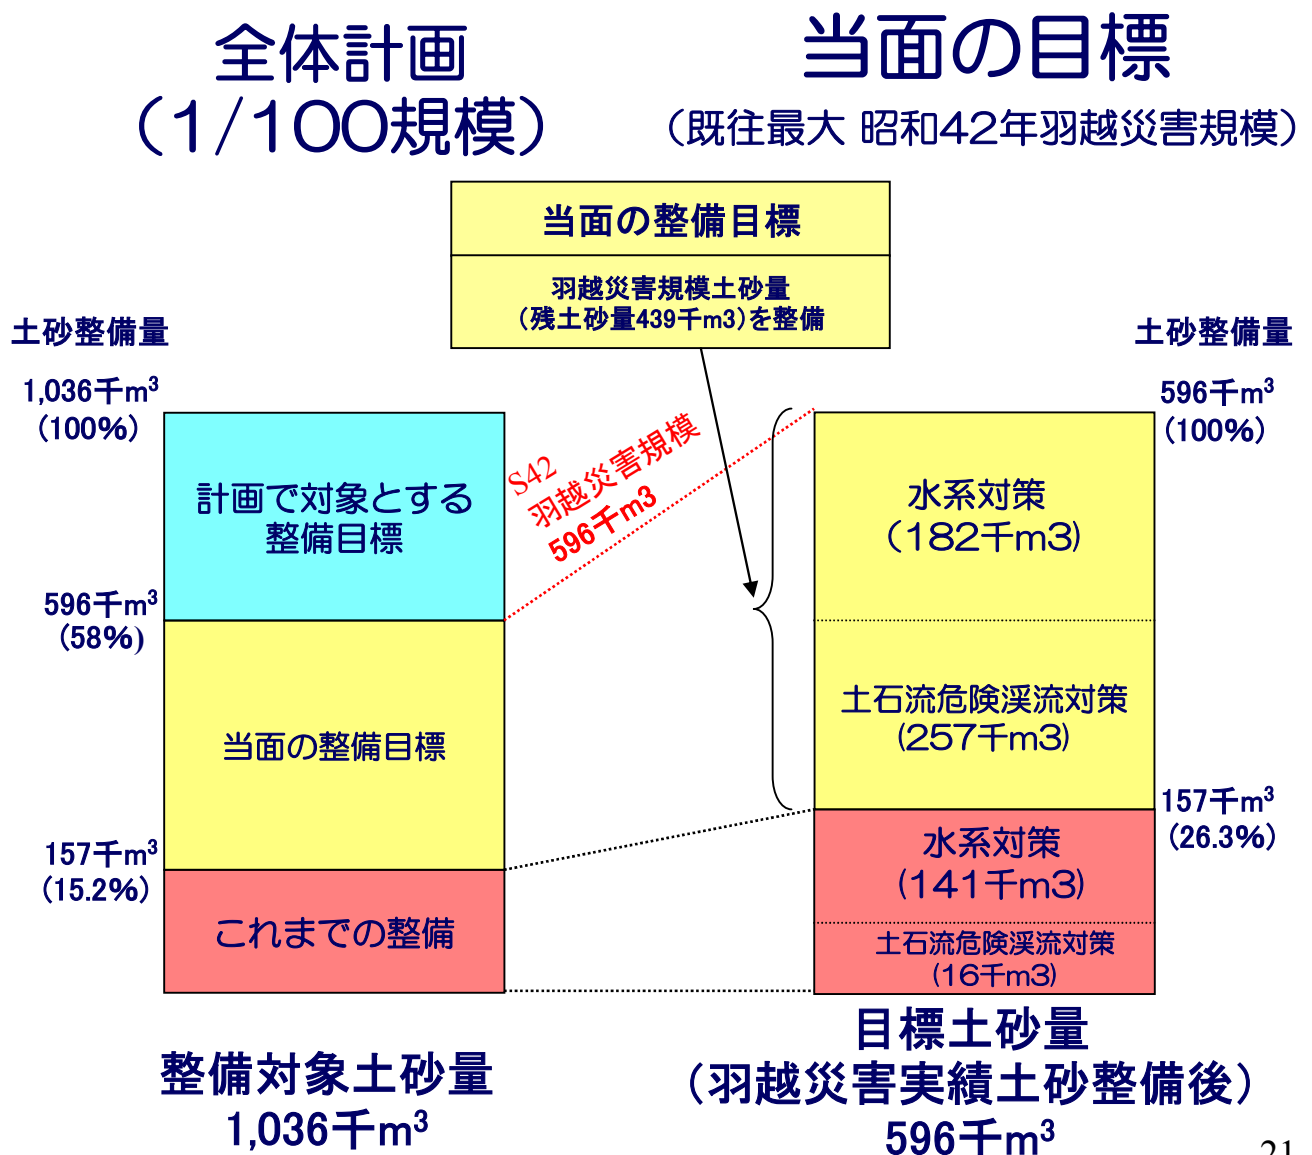 全体計画
（1/100規模）
当面の目標
（既往最大 昭和42年羽越災害規模）
当面の整備目標
羽越災害規模土砂量
（残土砂量439千m3）を整備
土砂整備量
1,036千m³
（100％）
計画で対象とする
整備目標
596千m³
（58％）
当面の整備目標
157千m³
（15.2％）
これまでの整備
整備対象土砂量
1,036千m³
S42
羽越災害規模
596千m3
土砂整備量
596千m³
（100％）
水系対策
（182千m3）
土石流危険渓流対策
（257千m3）
157千m³
（26.3％）
水系対策
（141千m3）
土石流危険渓流対策
（16千m3）
目標土砂量
（羽越災害実績土砂整備後）
596千m³
21